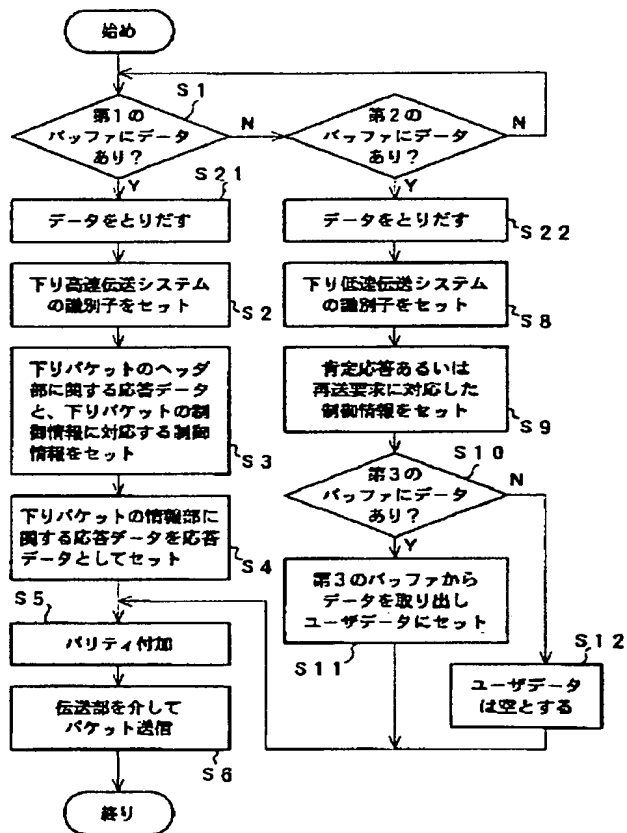 始め
S1
第1の
バッファにデータ
あり?
N
第2の
バッファにデータ
あり?
N
Y
S21
Y
データをとりだす
データをとりだす
S22
下り高速伝送システム
の識別子をセット
S2
下り低速伝送システム
の識別子をセット
S8
下りパケットのヘッダ
部に関する応答データ
と、下りパケットの制
御情報に対応する制御
情報をセット
S3
肯定応答あるいは
再送要求に対応した
制御情報をセット
S9
S10
第3の
バッファにデータ
あり?
N
Y
下りパケットの情報部に
関する応答データを応答
データとしてセット
S4
第3のバッファから
データを取り出し
ユーザデータにセット
S11
S5
パリティ付加
S12
ユーザデータ
は空とする
伝送部を介して
パケット送信
S6
終り